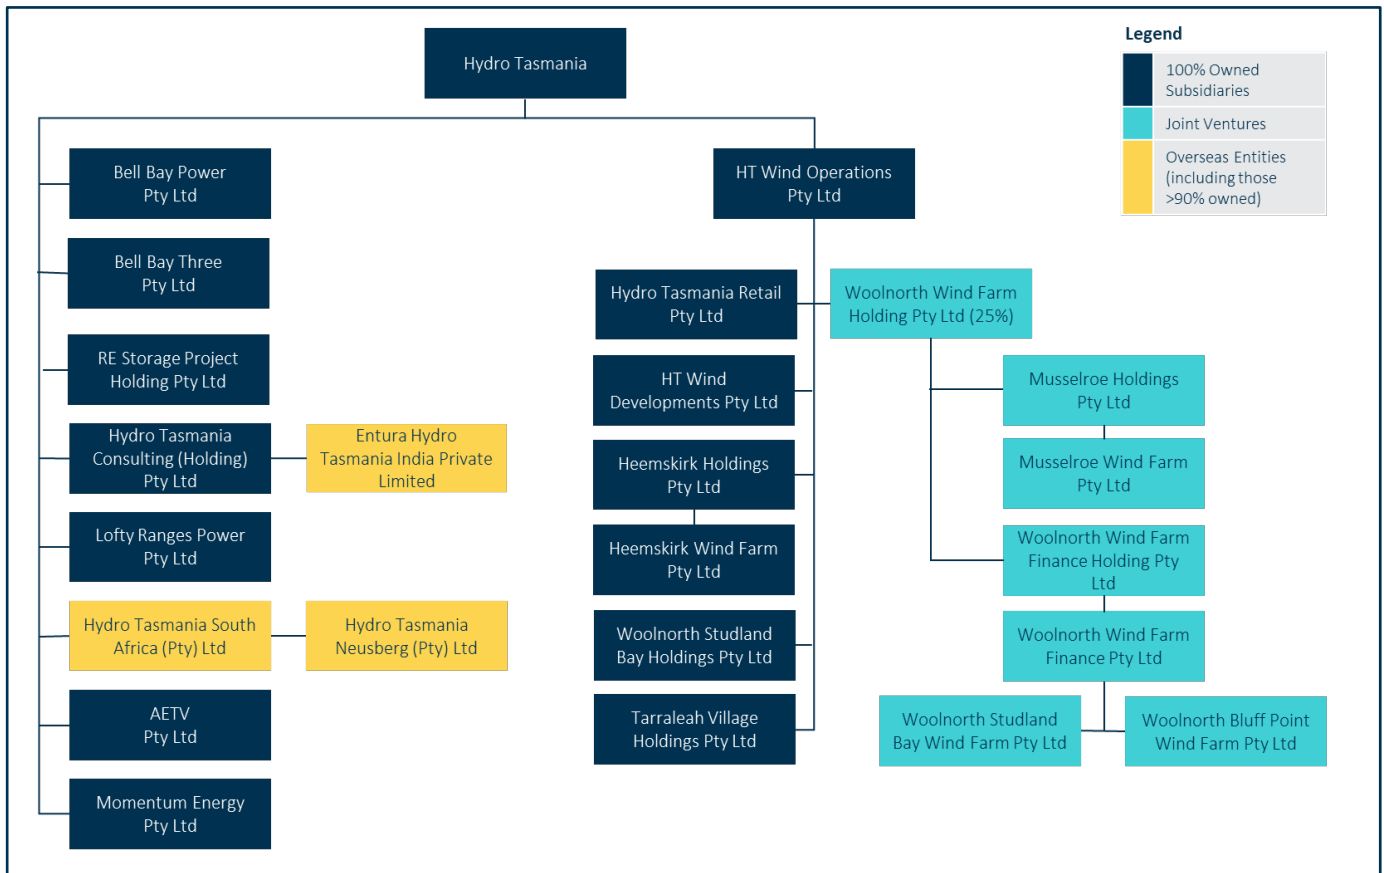 Hydro Tasmania
Legend
100% Owned
Subsidiaries
Joint Ventures
Overseas Entities
(including those
>90% owned)
Bell Bay Power
Pty Ltd
Bell Bay Three
Pty Ltd
RE Storage Project
Holding Pty Ltd
Hydro Tasmania
Consulting (Holding)
Pty Ltd
Entura Hydro
Tasmania India Private
Limited
Lofty Ranges Power
Pty Ltd
Hydro Tasmania South
Africa (Pty) Ltd
Hydro Tasmania
Neusberg (Pty) Ltd
AETV
Pty Ltd
Momentum Energy
Pty Ltd
HT Wind Operations
Pty Ltd
Hydro Tasmania Retail
Pty Ltd
HT Wind
Developments Pty Ltd
Heemskirk Holdings
Pty Ltd
Heemskirk Wind Farm
Pty Ltd
Woolnorth Studland
Bay Holdings Pty Ltd
Tarraleah Village
Holdings Pty Ltd
Woolnorth Wind Farm
Holding Pty Ltd (25%)
Musselroe Holdings
Pty Ltd
Musselroe Wind Farm
Pty Ltd
Woolnorth Wind Farm
Finance Holding Pty
Ltd
Woolnorth Wind Farm
Finance Pty Ltd
Woolnorth Studland
Bay Wind Farm Pty Ltd
Woolnorth Bluff Point
Wind Farm Pty Ltd